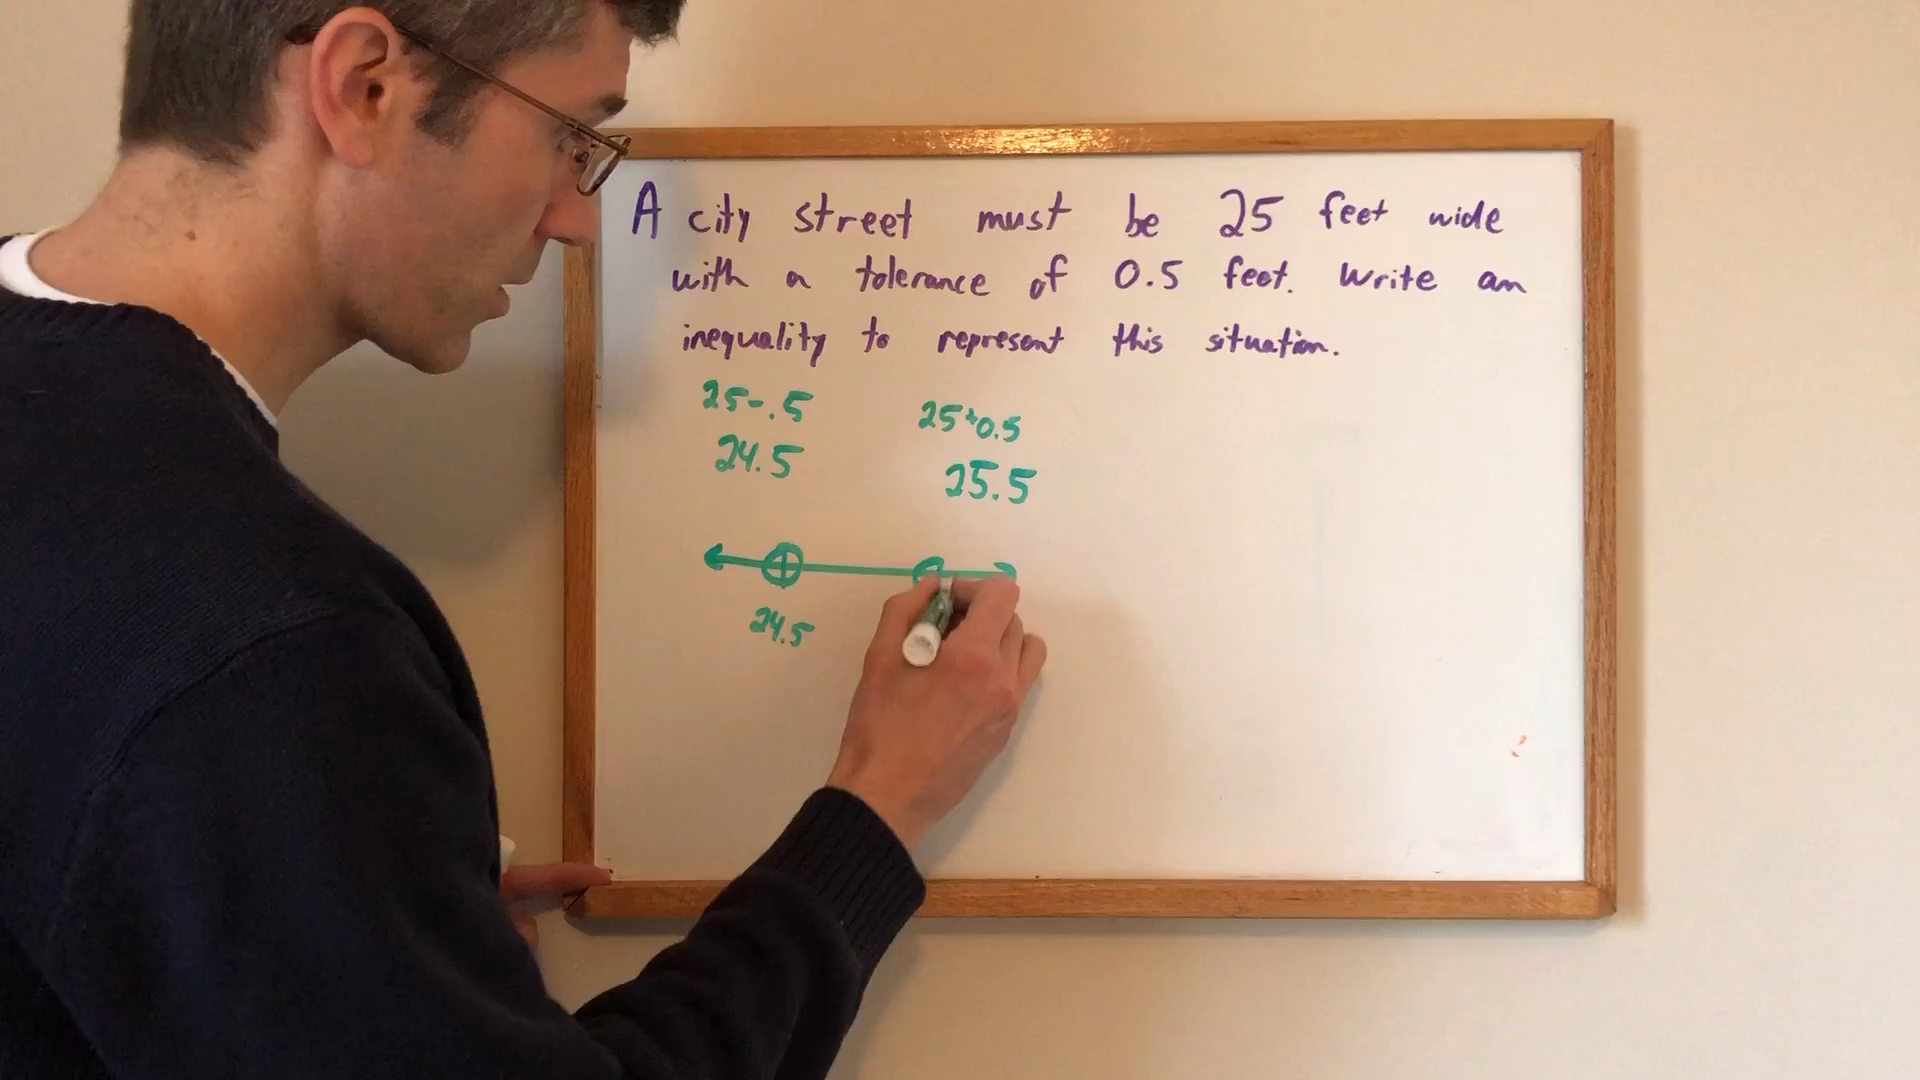 A city street must be 25 feet wide
with a tolerance of 0.5 feet. Write an
inequality to represent this situation.
25-.5 25+0.5
24.5 25.5
24.5